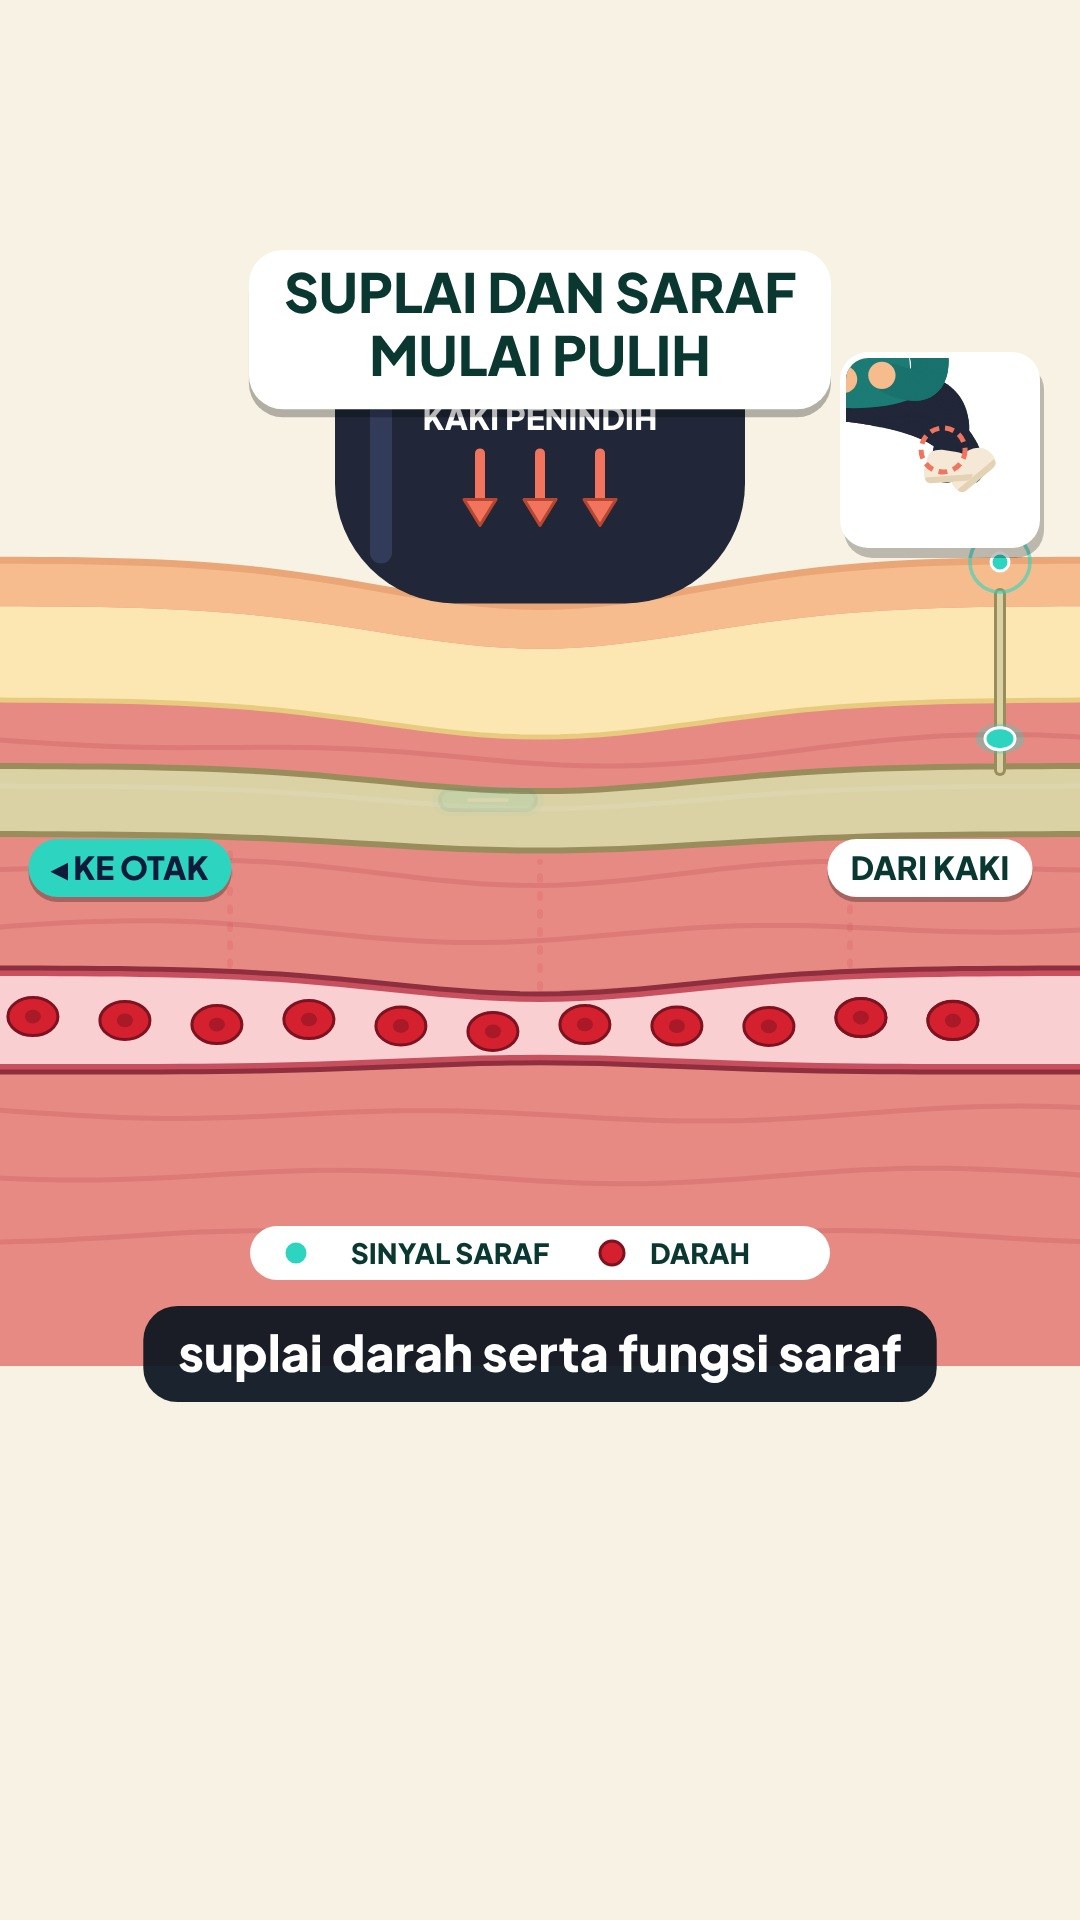 SUPLAI DAN SARAF
MULAI PULIH
KAKI PENINDIH
◂ KE OTAK
DARI KAKI
SINYAL SARAF
DARAH
suplai darah serta fungsi saraf